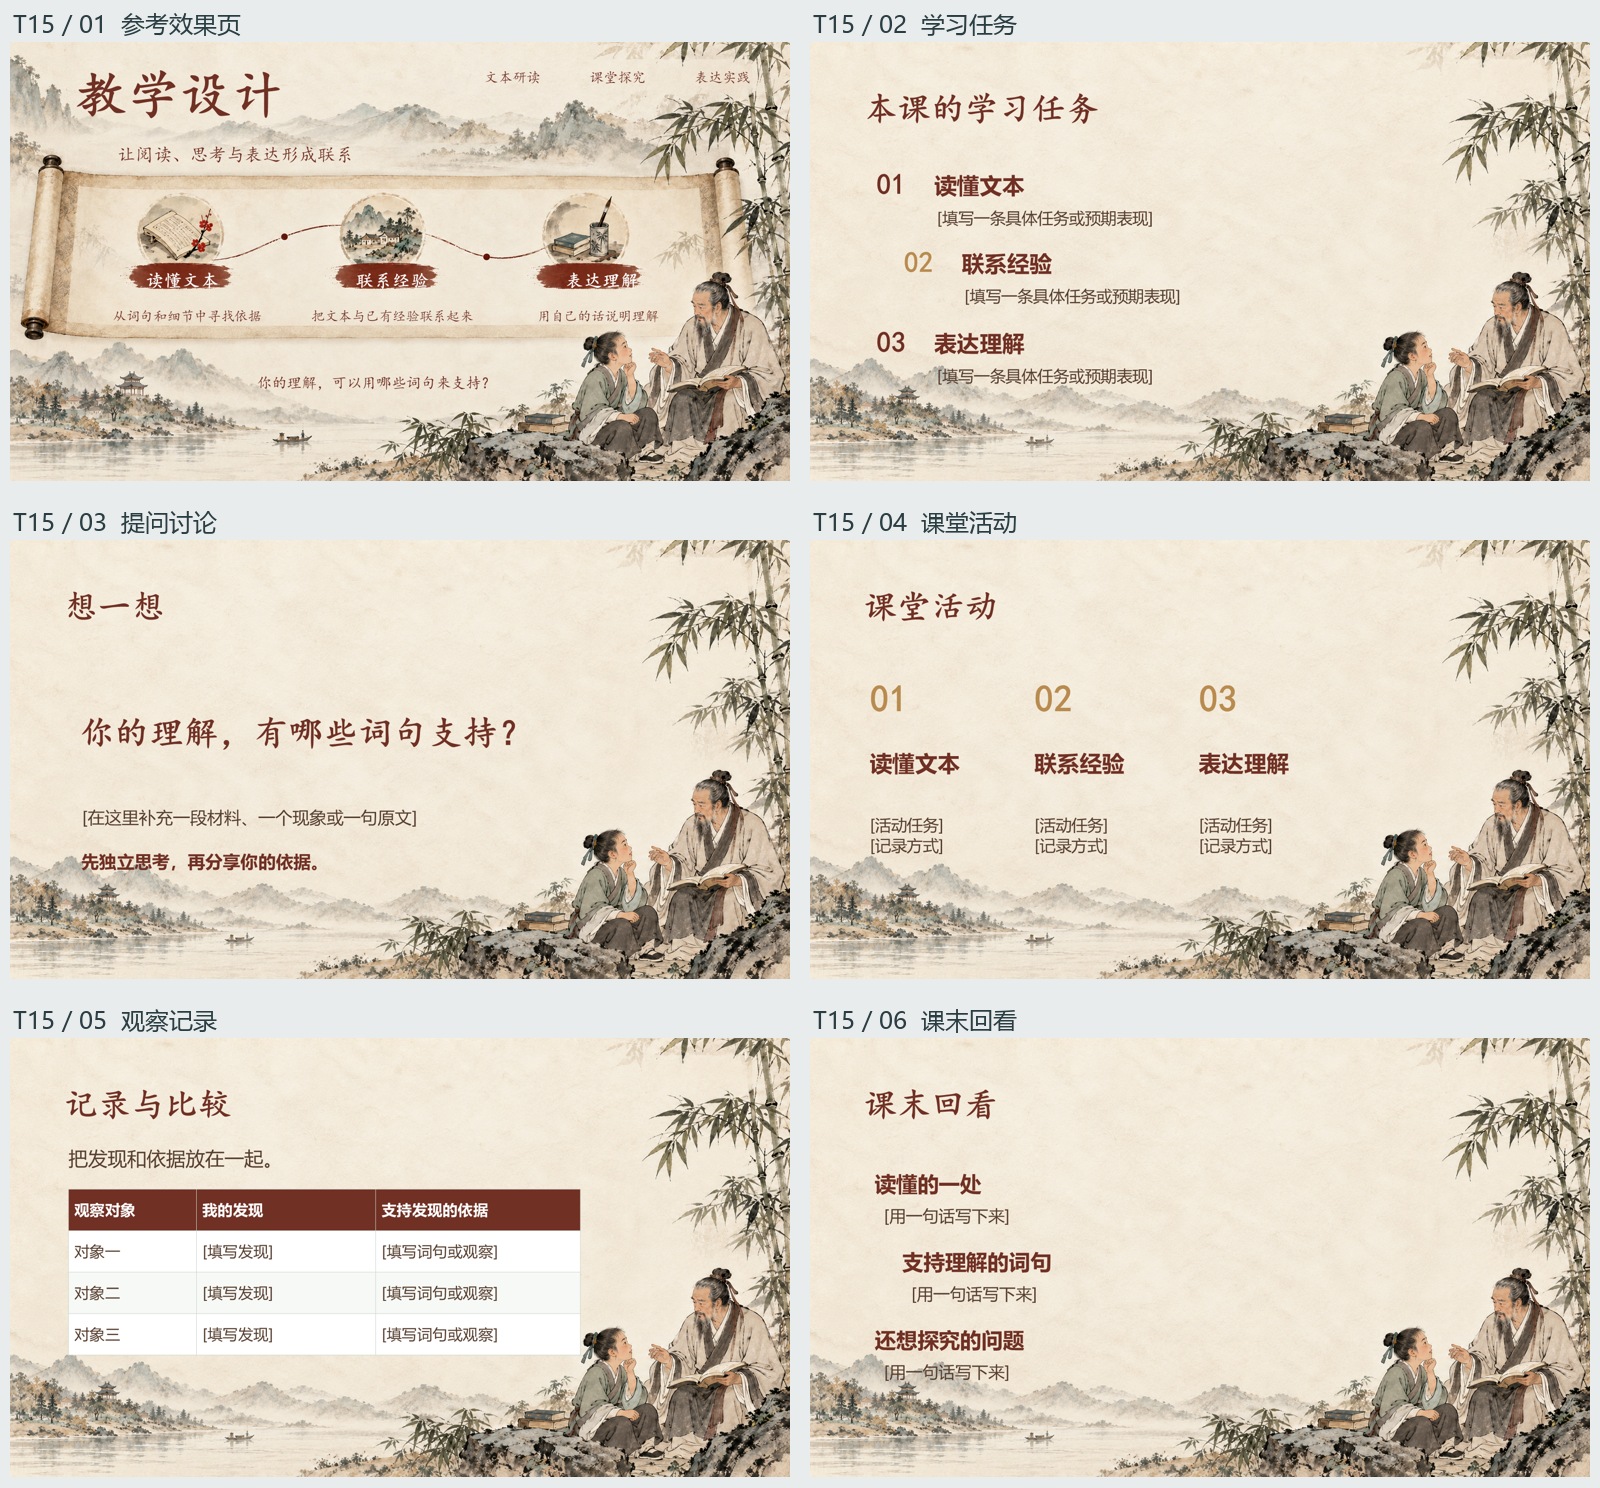 T15 / 01 参考效果页
教学设计
文本研读 课堂探究 表达实践
让阅读、思考与表达形成联系
读懂文本 联系经验 表达理解
从词句和细节中寻找依据 把文本与已有经验联系起来 用自己的话说明理解
你的理解，可以用哪些词句来支持？
T15 / 02 学习任务
本课的学习任务
01 读懂文本
[填写一条具体任务或预期表现]
02 联系经验
[填写一条具体任务或预期表现]
03 表达理解
[填写一条具体任务或预期表现]
T15 / 03 提问讨论
想一想
你的理解，有哪些词句支持？
[在这里补充一段材料、一个现象或一句原文]
先独立思考，再分享你的依据。
T15 / 04 课堂活动
课堂活动
01 02 03
读懂文本 联系经验 表达理解
[活动任务] [活动任务] [活动任务]
[记录方式] [记录方式] [记录方式]
T15 / 05 观察记录
记录与比较
把发现和依据放在一起。
观察对象 我的发现 支持发现的依据
对象一 [填写发现] [填写词句或观察]
对象二 [填写发现] [填写词句或观察]
对象三 [填写发现] [填写词句或观察]
T15 / 06 课末回看
课末回看
读懂的一处
[用一句话写下来]
支持理解的词句
[用一句话写下来]
还想探究的问题
[用一句话写下来]